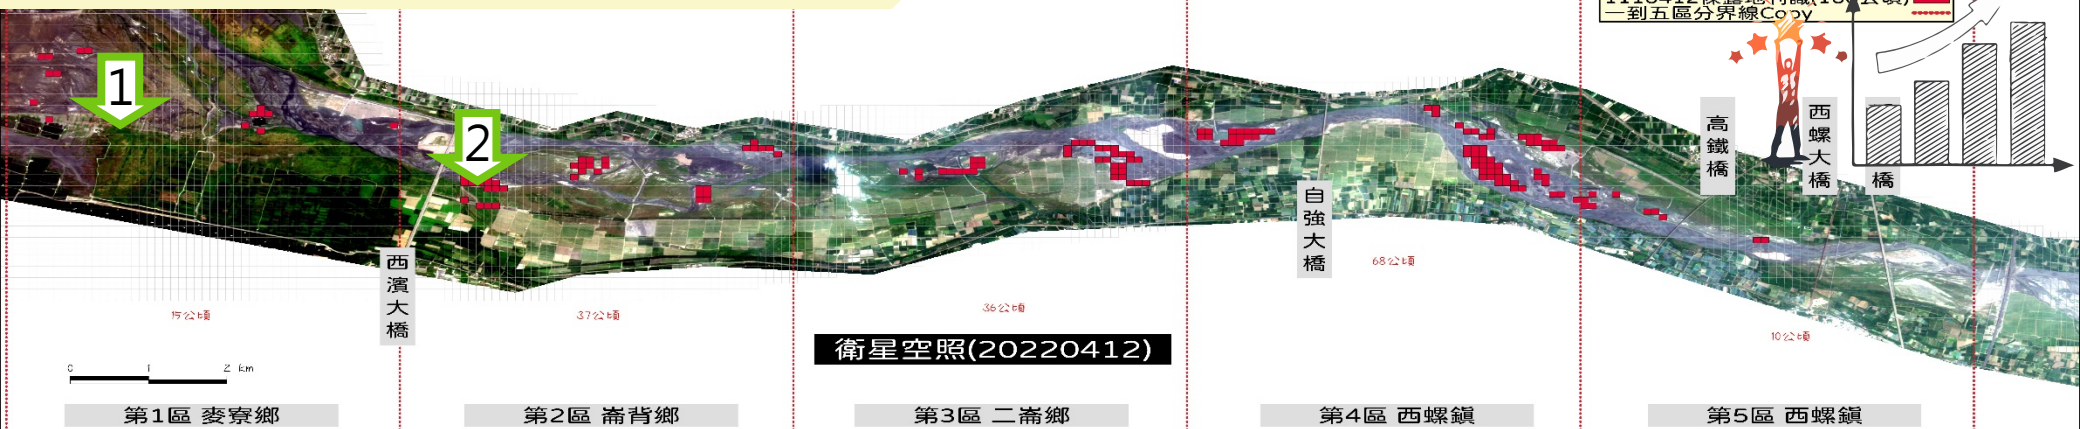 一到五區分界線Copy
1
2
高鐵橋
西螺大橋
橋
自強大橋
西濱大橋
68公頃
36公頃
15公頃
37公頃
10公頃
衛星空照(20220412)
0 1 2 km
第1區 麥寮鄉
第2區 崙背鄉
第3區 二崙鄉
第4區 西螺鎮
第5區 西螺鎮